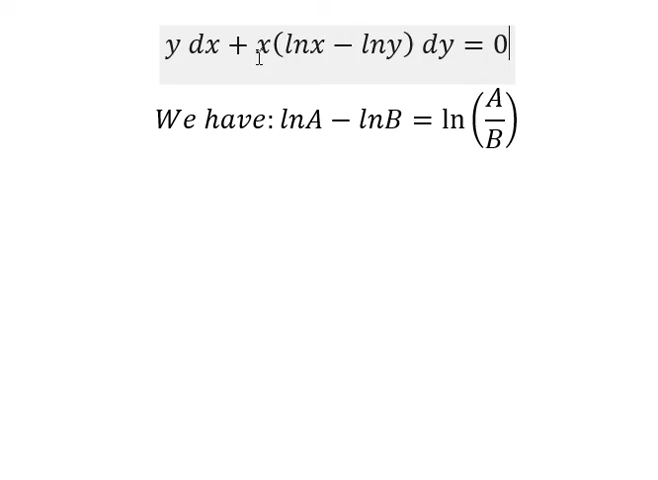 y dx + x(lnx − lny) dy = 0
We have: lnA − lnB = ln(A/B)